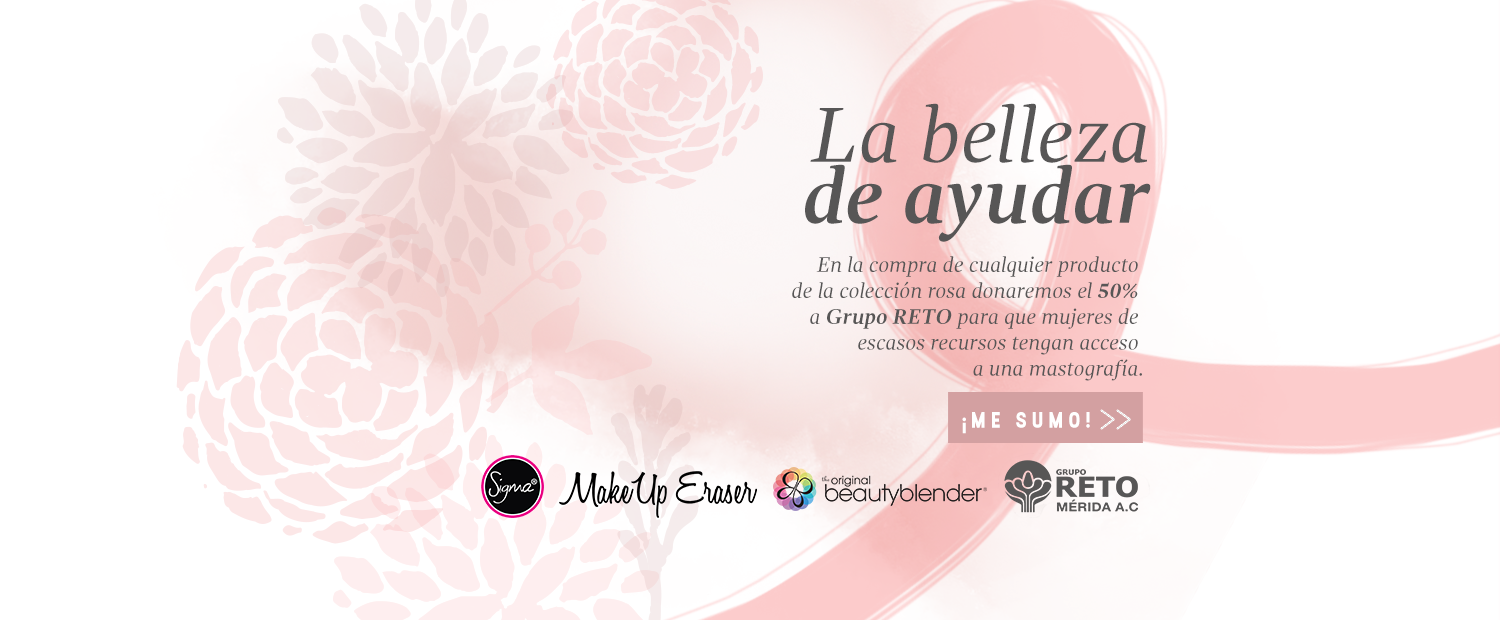 La belleza
de ayudar
En la compra de cualquier producto
de la colección rosa donaremos el 50%
a Grupo RETO para que mujeres de
escasos recursos tengan acceso
a una mastografía.
¡ME SUMO! >>
Sigma®
MakeUp Eraser
the original
beautyblender®
GRUPO
RETO
MÉRIDA A.C